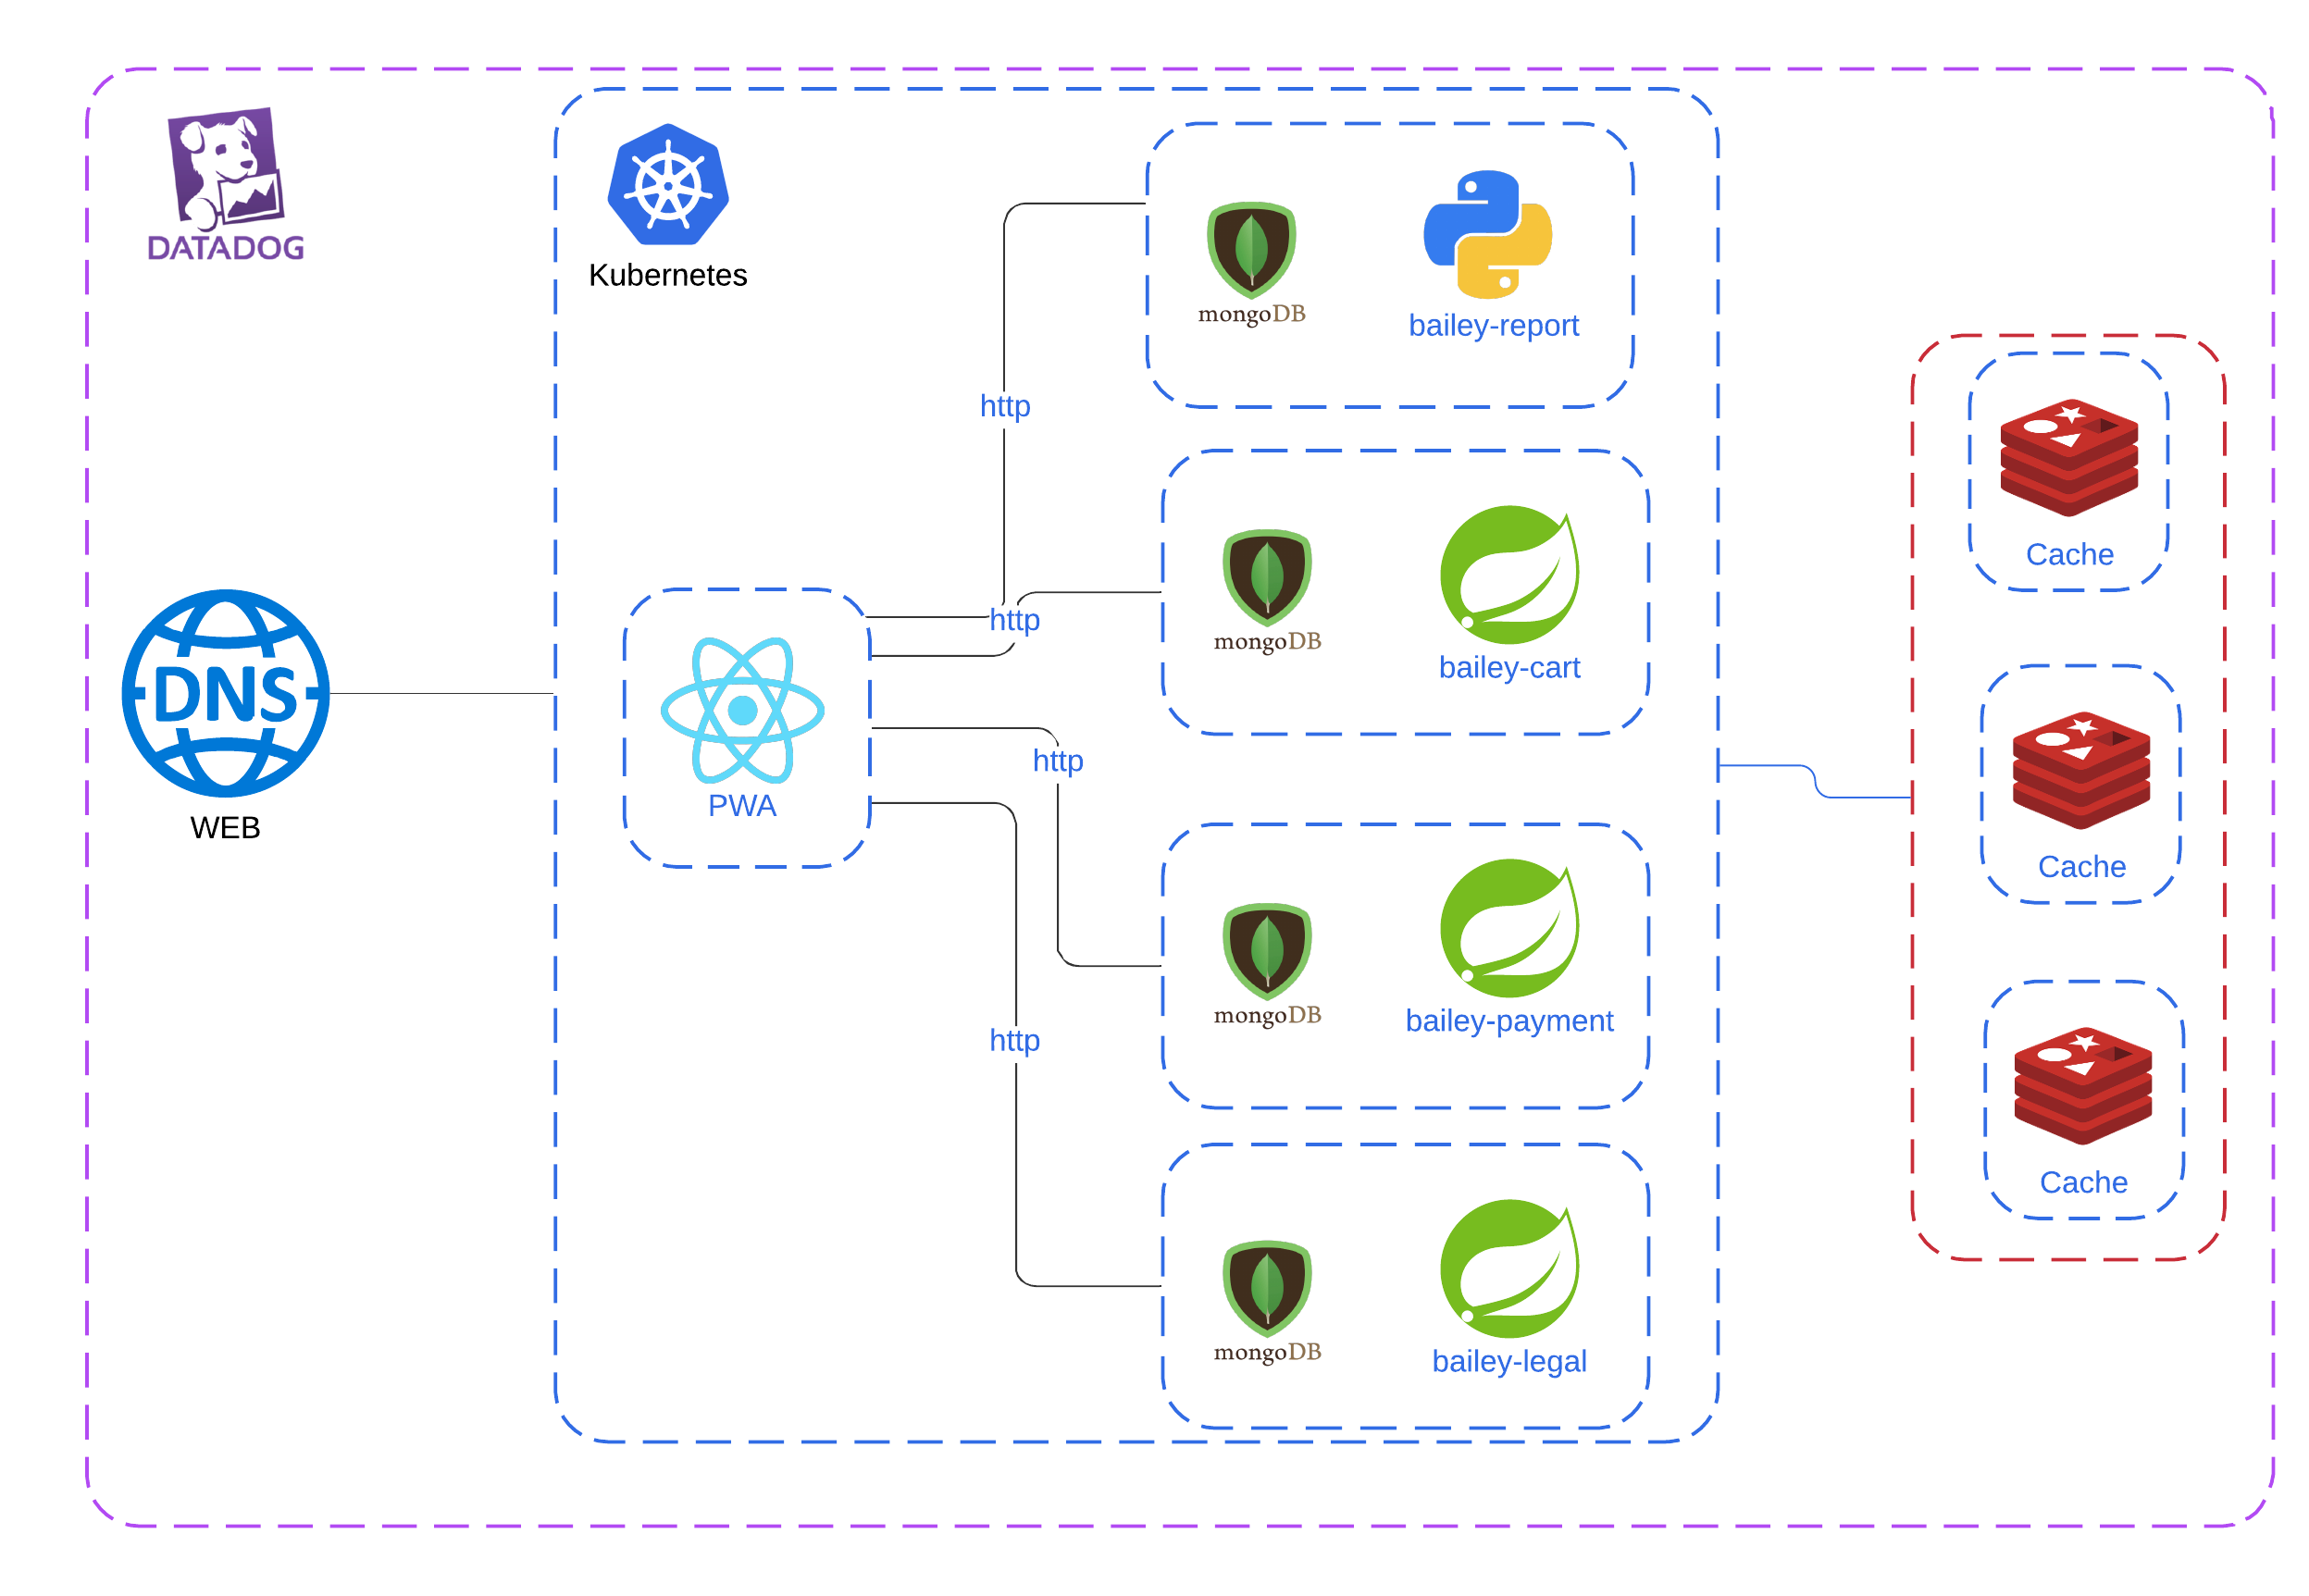 DATADOG
Kubernetes
mongoDB
bailey-report
http
Cache
mongoDB
bailey-cart
http
DNS
WEB
PWA
http
Cache
mongoDB
bailey-payment
http
Cache
mongoDB
bailey-legal